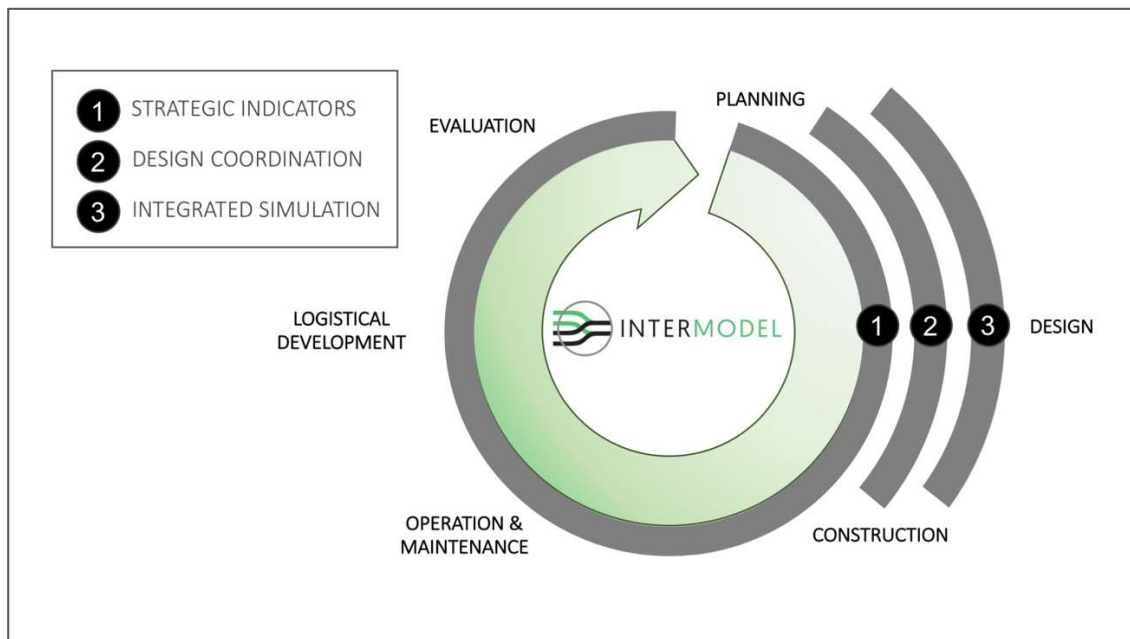 1 STRATEGIC INDICATORS
2 DESIGN COORDINATION
3 INTEGRATED SIMULATION
PLANNING
EVALUATION
LOGISTICAL
DEVELOPMENT
INTERMODEL
1 2 3 DESIGN
OPERATION &
MAINTENANCE
CONSTRUCTION